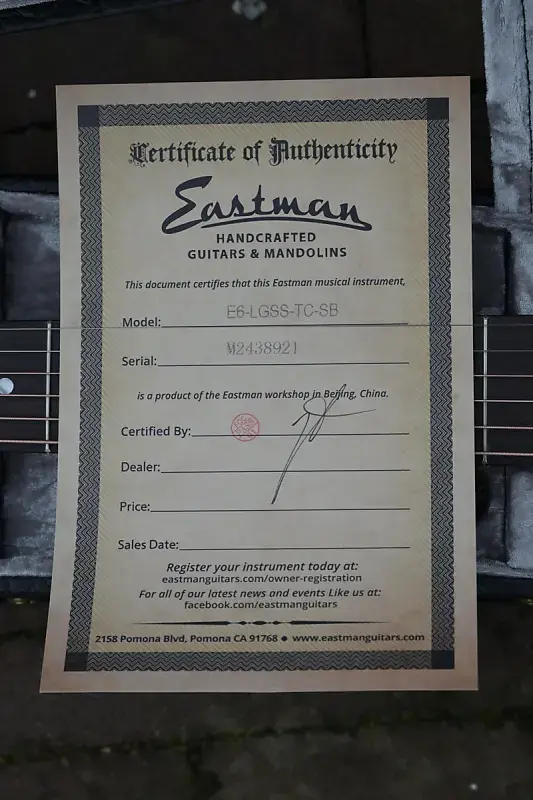 Certificate of Authenticity
Eastman
HANDCRAFTED
GUITARS & MANDOLINS
This document certifies that this Eastman musical instrument,
Model: E6-LGSS-TC-SB
Serial: M2438921
is a product of the Eastman workshop in Beijing, China.
Certified By:
Dealer:
Price:
Sales Date:
Register your instrument today at:
eastmanguitars.com/owner-registration
For all of our latest news and events Like us at:
facebook.com/eastmanguitars
2158 Pomona Blvd, Pomona CA 91768 ● www.eastmanguitars.com